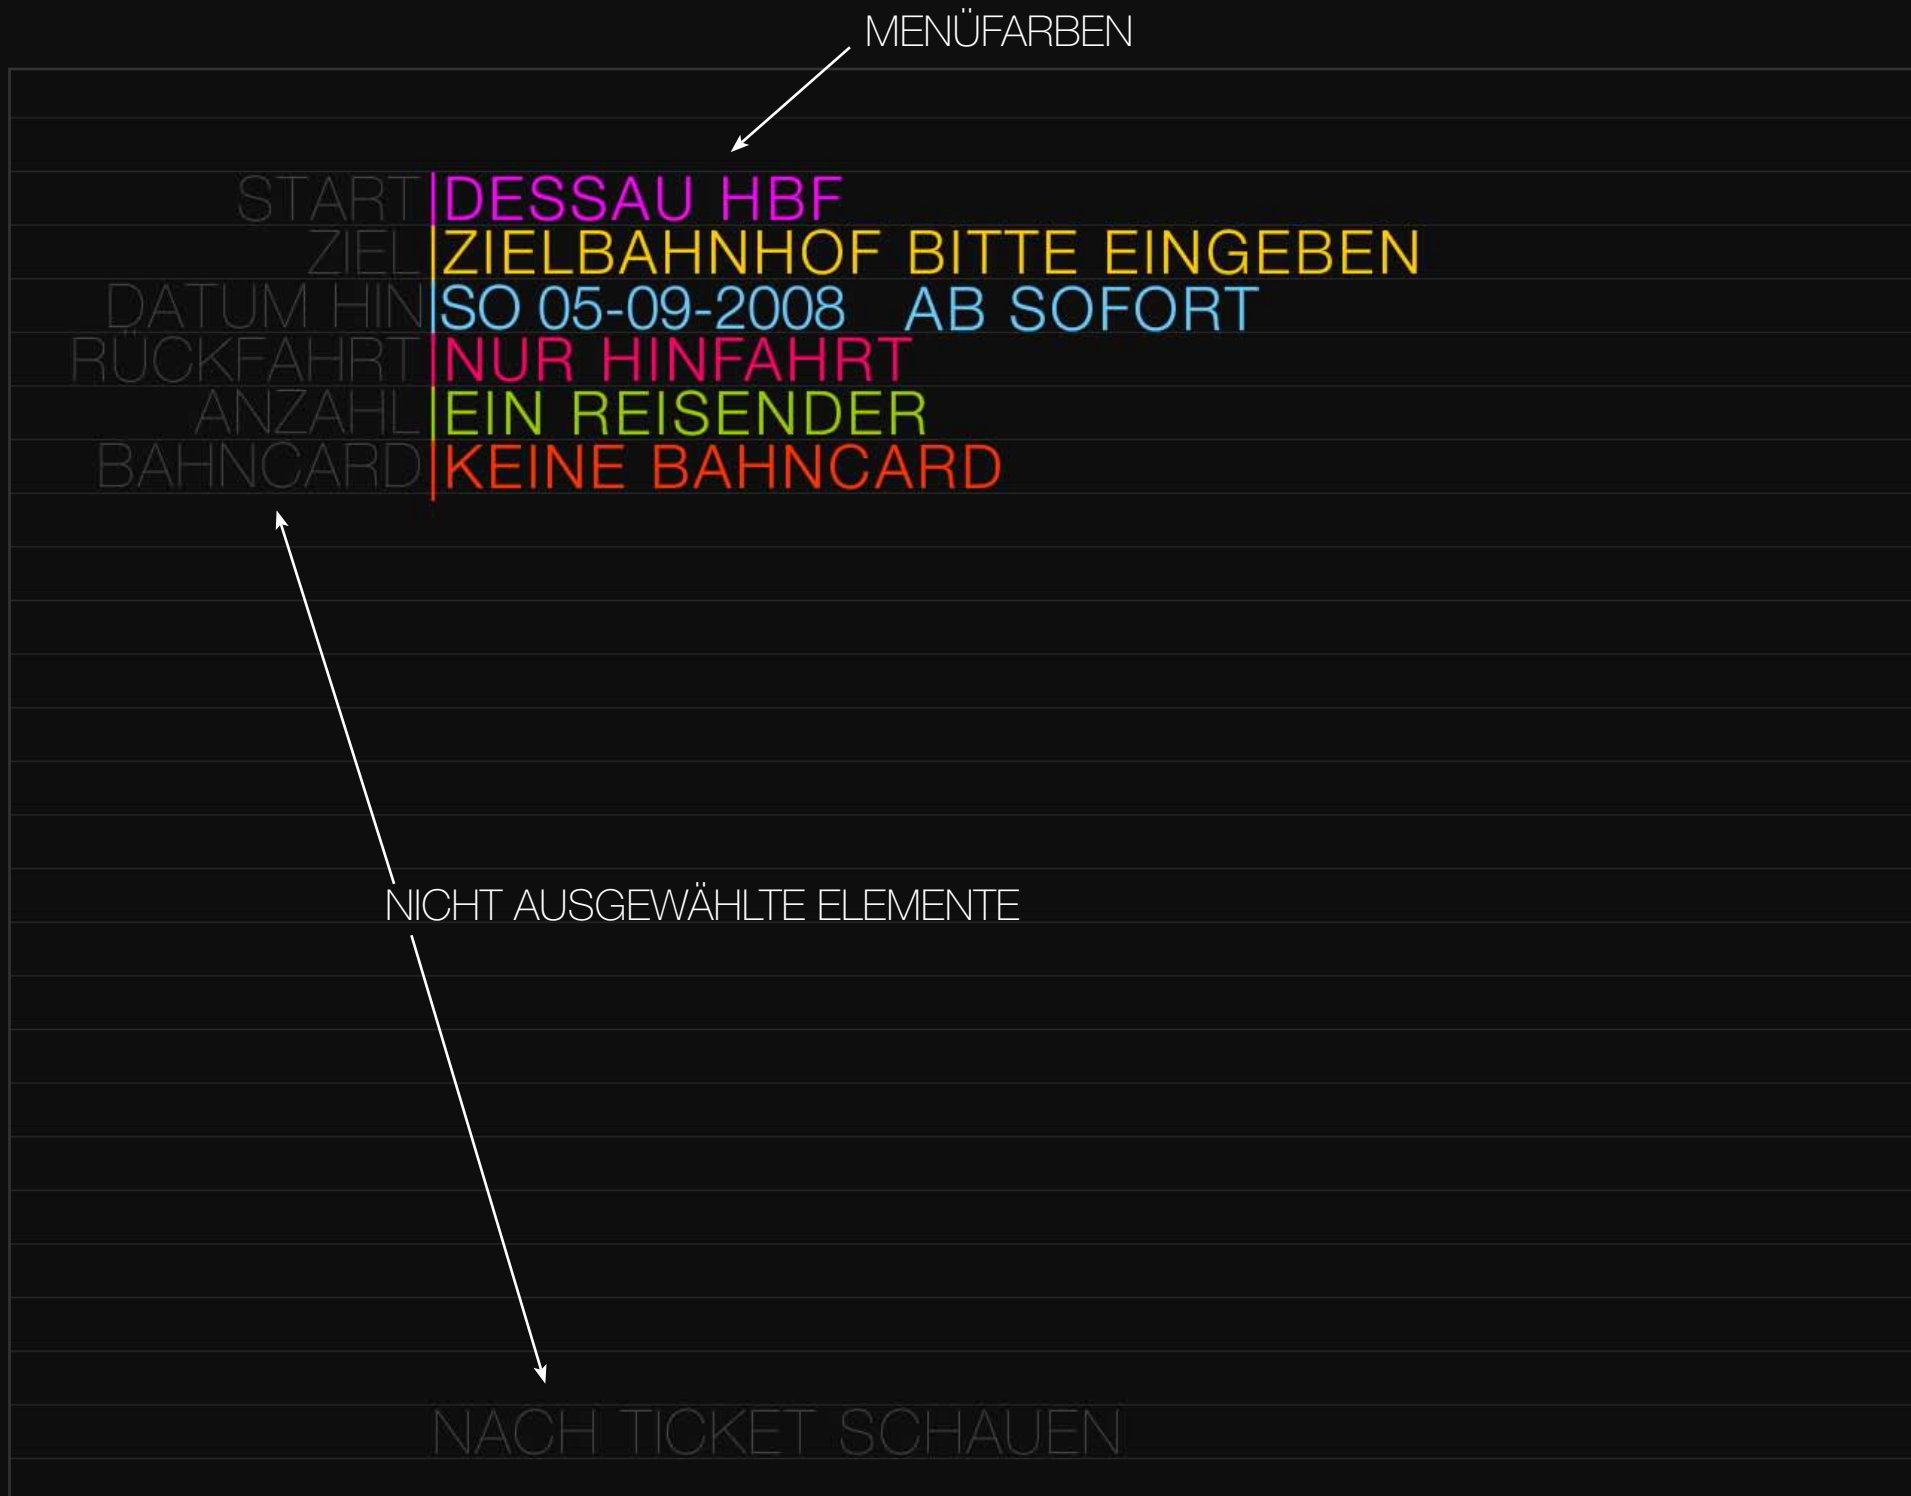 MENÜFARBEN
START DESSAU HBF
ZIEL ZIELBAHNHOF BITTE EINGEBEN
DATUM HIN SO 05-09-2008 AB SOFORT
RÜCKFAHRT NUR HINFAHRT
ANZAHL EIN REISENDER
BAHNCARD KEINE BAHNCARD
NICHT AUSGEWÄHLTE ELEMENTE
NACH TICKET SCHAUEN